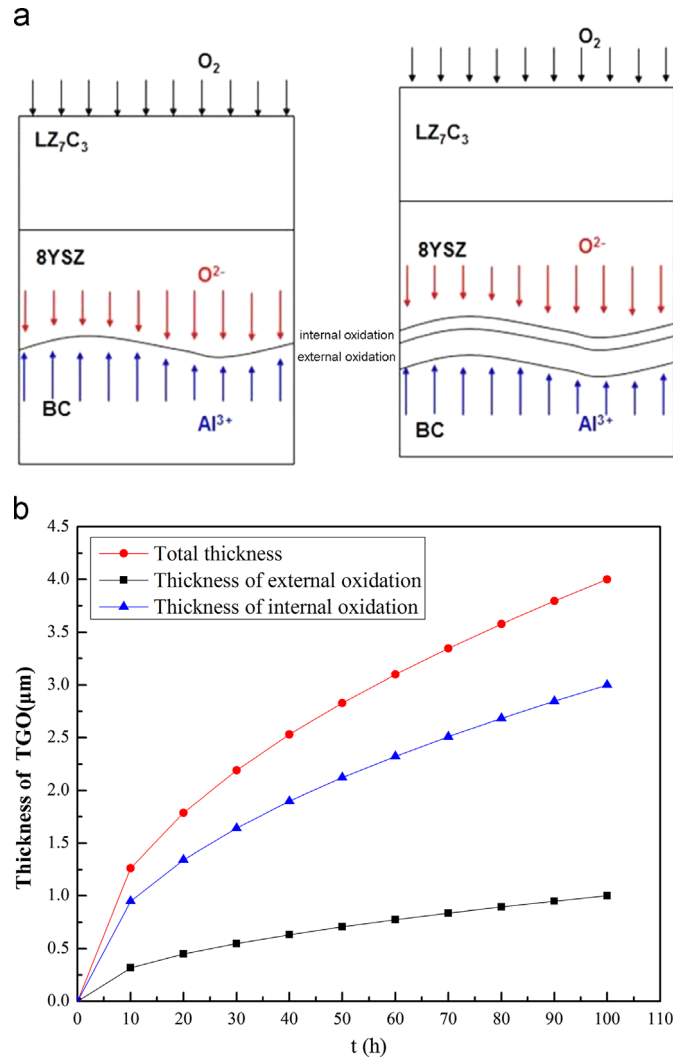 a
O₂
LZ₇C₃
8YSZ
O²⁻
BC
Al³⁺
internal oxidation
external oxidation
O₂
LZ₇C₃
8YSZ
O²⁻
BC
Al³⁺
b
Total thickness
Thickness of external oxidation
Thickness of internal oxidation
Thickness of TGO(μm)
4.5
4.0
3.5
3.0
2.5
2.0
1.5
1.0
0.5
0.0
0 10 20 30 40 50 60 70 80 90 100 110
t (h)